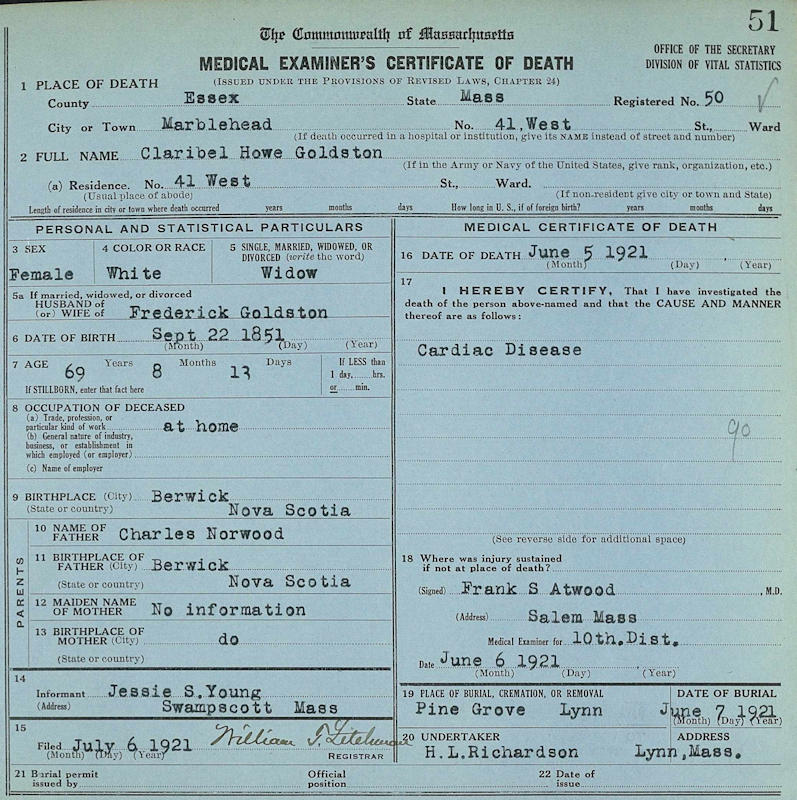 51
The Commonwealth of Massachusetts
OFFICE OF THE SECRETARY
DIVISION OF VITAL STATISTICS
MEDICAL EXAMINER'S CERTIFICATE OF DEATH
(ISSUED UNDER THE PROVISIONS OF REVISED LAWS, CHAPTER 24)
1 PLACE OF DEATH
County Essex State Mass Registered No. 50
City or Town Marblehead No. 41, West St., Ward
(If death occurred in a hospital or institution, give its NAME instead of street and number)
2 FULL NAME Claribel Howe Goldston
(If in the Army or Navy of the United States, give rank, organization, etc.)
(a) Residence. No. 41 West St., Ward.
(Usual place of abode) (If non-resident give city or town and State)
Length of residence in city or town where death occurred years months days How long in U. S., if of foreign birth? years months days
PERSONAL AND STATISTICAL PARTICULARS
3 SEX
Female
4 COLOR OR RACE
White
5 SINGLE, MARRIED, WIDOWED, OR
DIVORCED (write the word)
Widow
5a If married, widowed, or divorced
HUSBAND of
(or) WIFE of Frederick Goldston
6 DATE OF BIRTH Sept 22 1851
(Month) (Day) (Year)
7 AGE 69 Years 8 Months 13 Days
If LESS than
1 day,......hrs.
or......min.
If STILLBORN, enter that fact here
8 OCCUPATION OF DECEASED
(a) Trade, profession, or
particular kind of work at home
(b) General nature of industry,
business, or establishment in
which employed (or employer)
(c) Name of employer
9 BIRTHPLACE (City) Berwick
(State or country) Nova Scotia
PARENTS
10 NAME OF
FATHER Charles Norwood
11 BIRTHPLACE OF
FATHER (City) Berwick
(State or country) Nova Scotia
12 MAIDEN NAME
OF MOTHER No information
13 BIRTHPLACE OF
MOTHER (City) do
(State or country)
14
Informant Jessie S.Young
(Address) Swampscott Mass
15
Filed July 6 1921
(Month) (Day) (Year)
William T. Litchman
REGISTRAR
MEDICAL CERTIFICATE OF DEATH
16 DATE OF DEATH June 5 1921
(Month) (Day) (Year)
17
I HEREBY CERTIFY, That I have investigated the
death of the person above-named and that the CAUSE AND MANNER
thereof are as follows:
Cardiac Disease
90
(See reverse side for additional space)
18 Where was injury sustained
if not at place of death?
(Signed) Frank S Atwood , M.D.
(Address) Salem Mass
Medical Examiner for 10th.Dist.
Date June 6 1921
(Month) (Day) (Year)
19 PLACE OF BURIAL, CREMATION, OR REMOVAL
Pine Grove Lynn
DATE OF BURIAL
June 7 1921
(Month) (Day) (Year)
20 UNDERTAKER
H.L.Richardson
ADDRESS
Lynn,Mass.
21 Burial permit
issued by
Official
position
22 Date of
issue